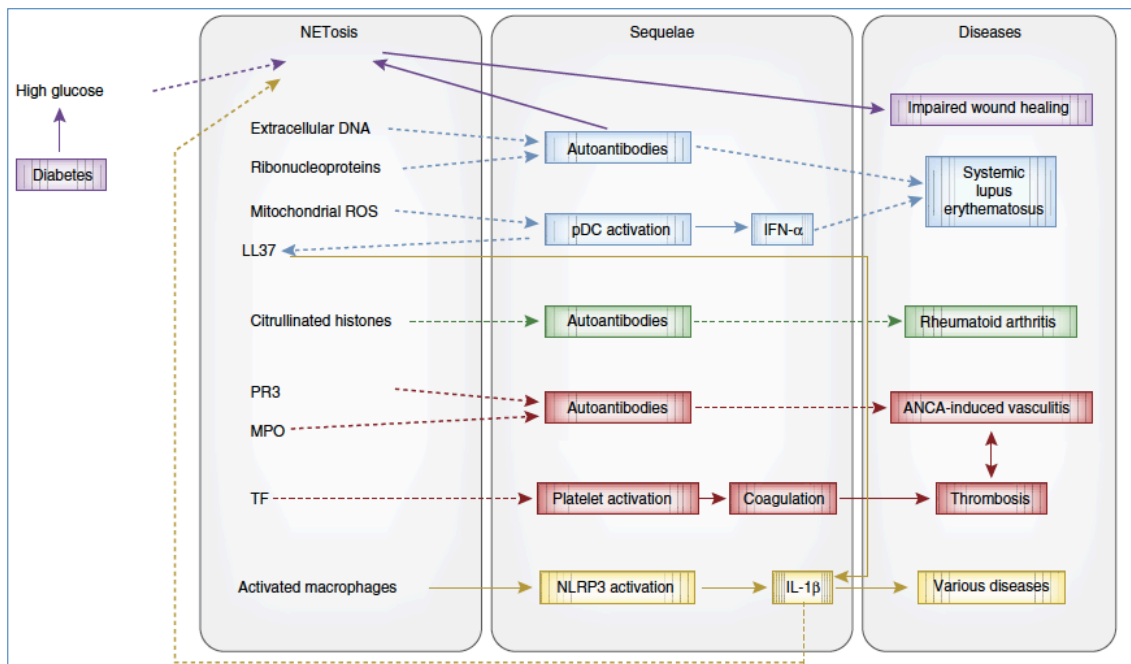 NETosis
Sequelae
Diseases
High glucose
Diabetes
Impaired wound healing
Extracellular DNA
Ribonucleoproteins
Autoantibodies
Systemic
lupus
erythematosus
Mitochondrial ROS
pDC activation
IFN-α
LL37
Citrullinated histones
Autoantibodies
Rheumatoid arthritis
PR3
MPO
Autoantibodies
ANCA-induced vasculitis
TF
Platelet activation
Coagulation
Thrombosis
Activated macrophages
NLRP3 activation
IL-1β
Various diseases